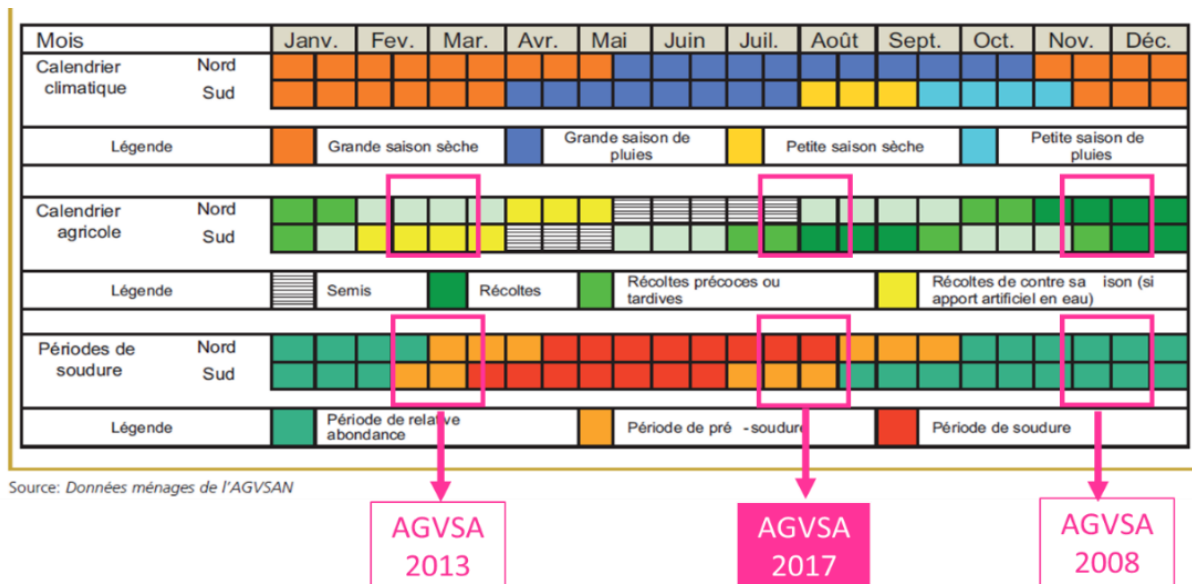 Mois Janv. Fev. Mar. Avr. Mai Juin Juil. Août Sept. Oct. Nov. Déc.
Calendrier Nord
climatique Sud
Légende Grande saison sèche Grande saison de Petite saison sèche Petite saison de
pluies pluies
Calendrier Nord
agricole Sud
Légende Semis Récoltes Récoltes précoces ou Récoltes de contre sa ison (si
tardives apport artificiel en eau)
Périodes de Nord
soudure Sud
Légende Période de relative Période de pré -soudure Période de soudure
abondance
Source: Données ménages de l'AGVSAN
AGVSA AGVSA AGVSA
2013 2017 2008